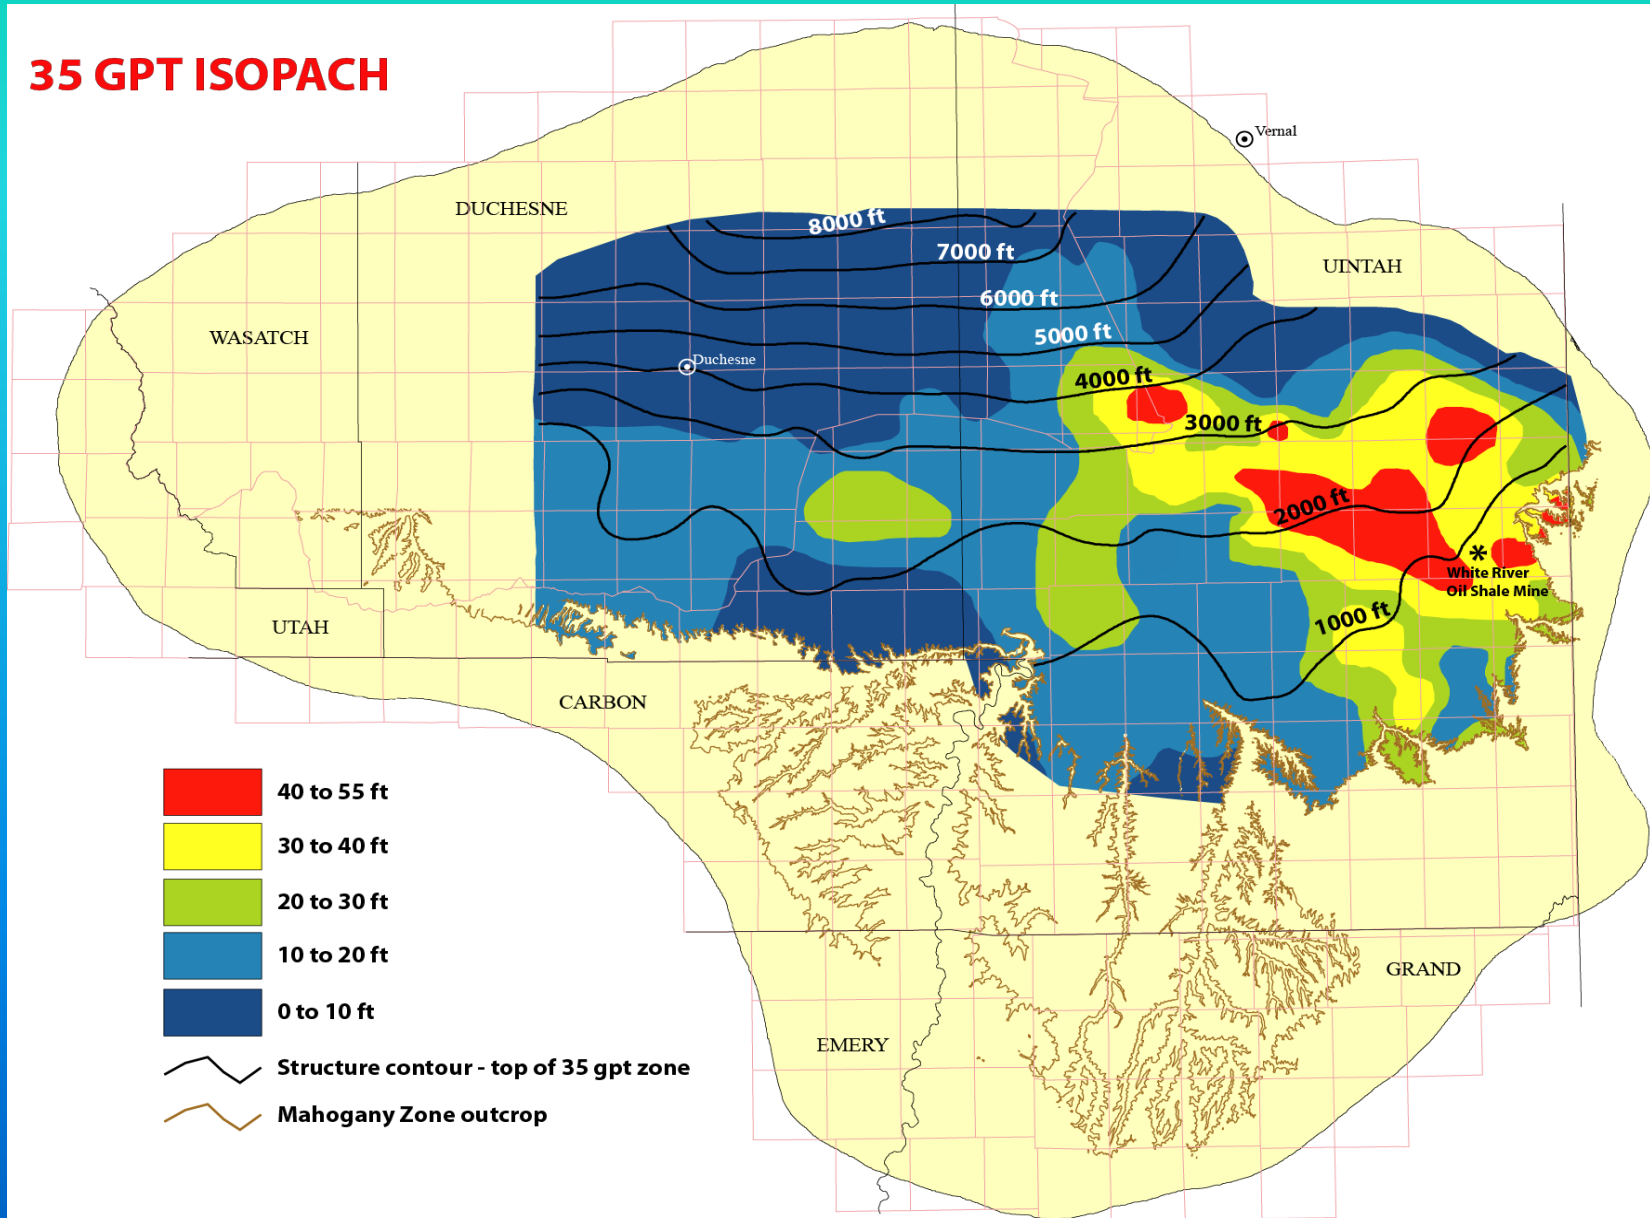 35 GPT ISOPACH
Vernal
DUCHESNE
8000 ft
7000 ft
UINTAH
6000 ft
WASATCH
5000 ft
Duchesne
4000 ft
3000 ft
2000 ft
White River
Oil Shale Mine
1000 ft
UTAH
CARBON
40 to 55 ft
30 to 40 ft
20 to 30 ft
10 to 20 ft
GRAND
0 to 10 ft
EMERY
Structure contour - top of 35 gpt zone
Mahogany Zone outcrop